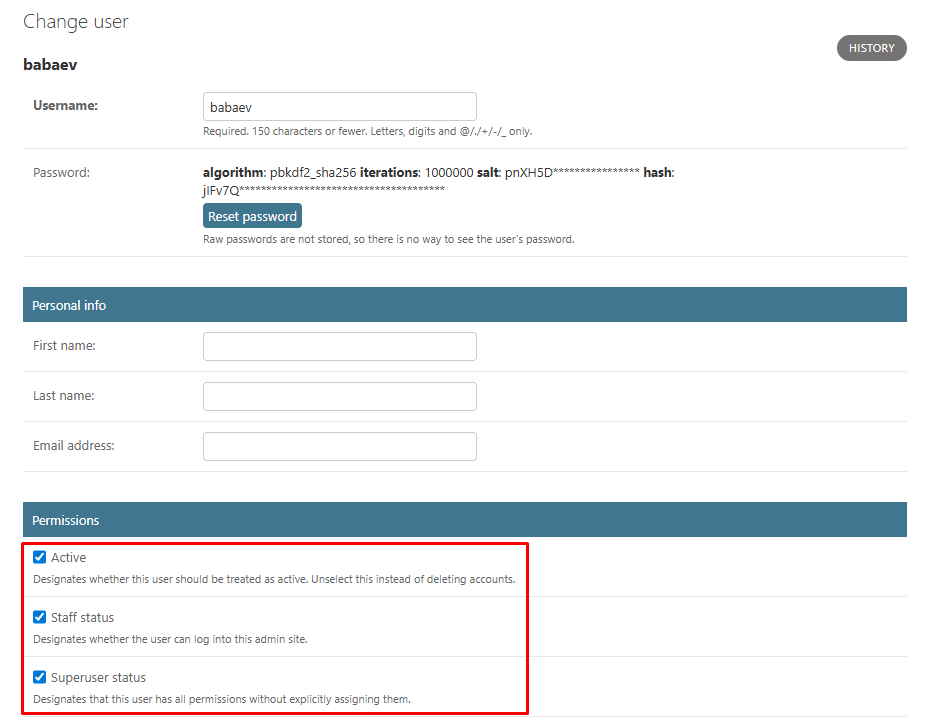 Change user
HISTORY
babaev
Username:
babaev
Required. 150 characters or fewer. Letters, digits and @/./+/-/_ only.
Password:
algorithm: pbkdf2_sha256 iterations: 1000000 salt: pnXH5D**************** hash:
jIFv7Q**************************************
Reset password
Raw passwords are not stored, so there is no way to see the user's password.
Personal info
First name:
Last name:
Email address:
Permissions
Active
Designates whether this user should be treated as active. Unselect this instead of deleting accounts.
Staff status
Designates whether the user can log into this admin site.
Superuser status
Designates that this user has all permissions without explicitly assigning them.